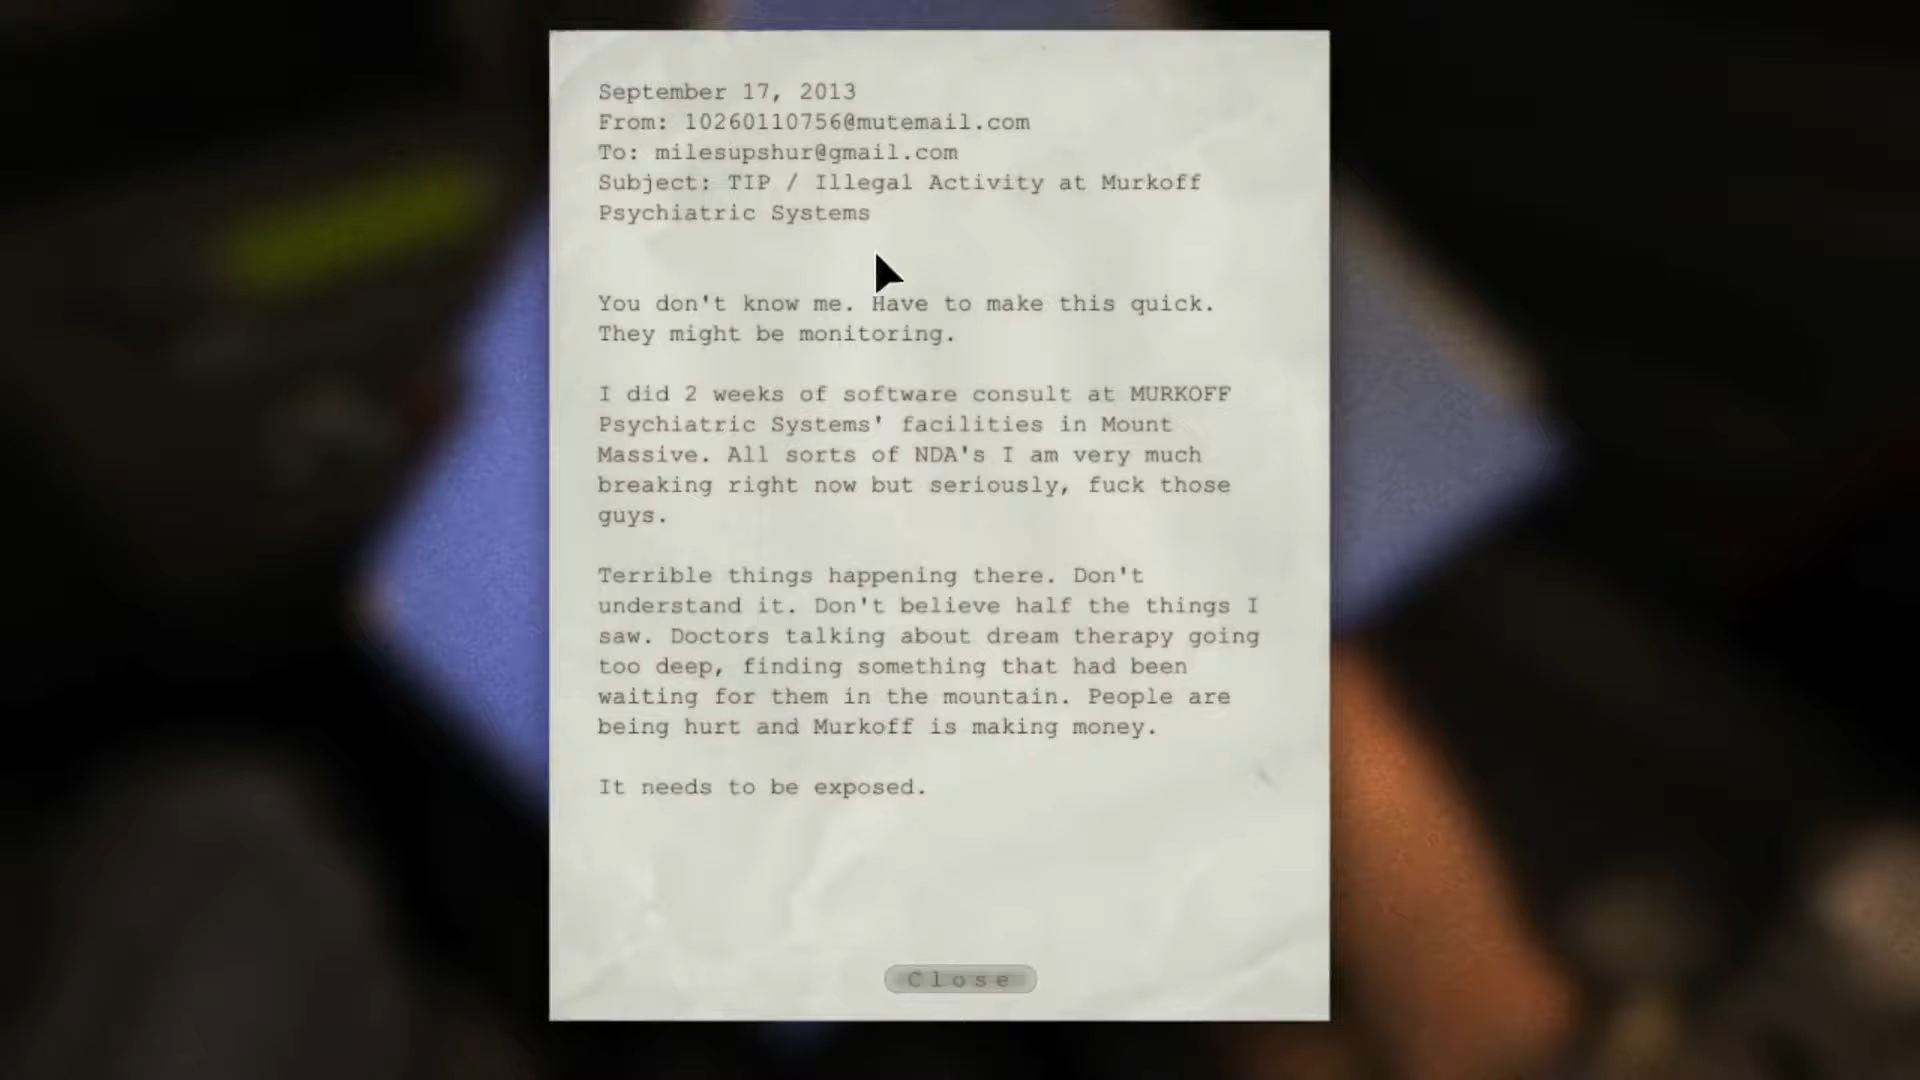 September 17, 2013
From: 10260110756@mutemail.com
To: milesupshur@gmail.com
Subject: TIP / Illegal Activity at Murkoff
Psychiatric Systems
You don't know me. Have to make this quick.
They might be monitoring.
I did 2 weeks of software consult at MURKOFF
Psychiatric Systems' facilities in Mount
Massive. All sorts of NDA's I am very much
breaking right now but seriously, fuck those
guys.
Terrible things happening there. Don't
understand it. Don't believe half the things I
saw. Doctors talking about dream therapy going
too deep, finding something that had been
waiting for them in the mountain. People are
being hurt and Murkoff is making money.
It needs to be exposed.
Close